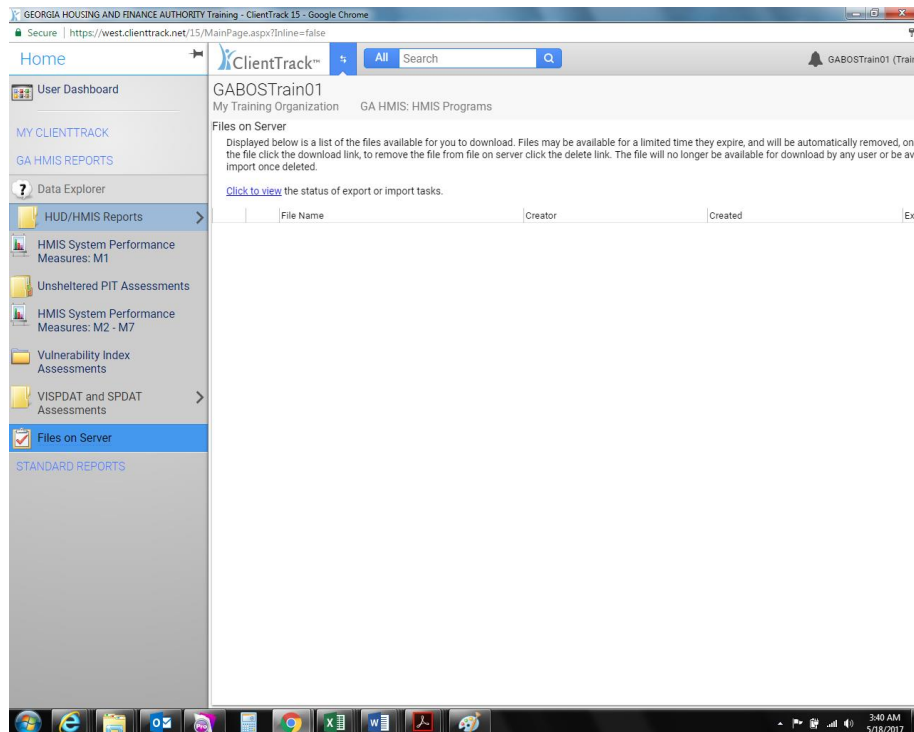 GEORGIA HOUSING AND FINANCE AUTHORITY Training - ClientTrack 15 - Google Chrome
Secure | https://west.clienttrack.net/15/MainPage.aspx?Inline=false
Home
ClientTrack™
All
Search
GABOSTrain01 (Train
User Dashboard
MY CLIENTTRACK
GA HMIS REPORTS
Data Explorer
HUD/HMIS Reports
HMIS System Performance
Measures: M1
Unsheltered PIT Assessments
HMIS System Performance
Measures: M2 - M7
Vulnerability Index
Assessments
VISPDAT and SPDAT
Assessments
Files on Server
STANDARD REPORTS
GABOSTrain01
My Training Organization GA HMIS: HMIS Programs
Files on Server
Displayed below is a list of the files available for you to download. Files may be available for a limited time they expire, and will be automatically removed, on
the file click the download link, to remove the file from file on server click the delete link. The file will no longer be available for download by any user or be av
import once deleted.
Click to view the status of export or import tasks.
File Name Creator Created Ex
3:40 AM
5/18/2017